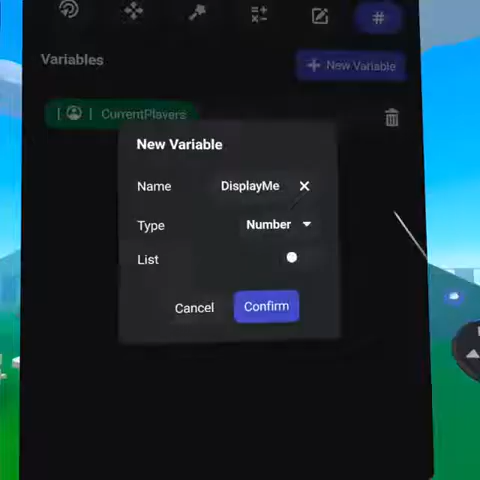 #
Variables
+ New Variable
[ ] CurrentPlayers
New Variable
Name DisplayMe ×
Type Number
List
Cancel Confirm